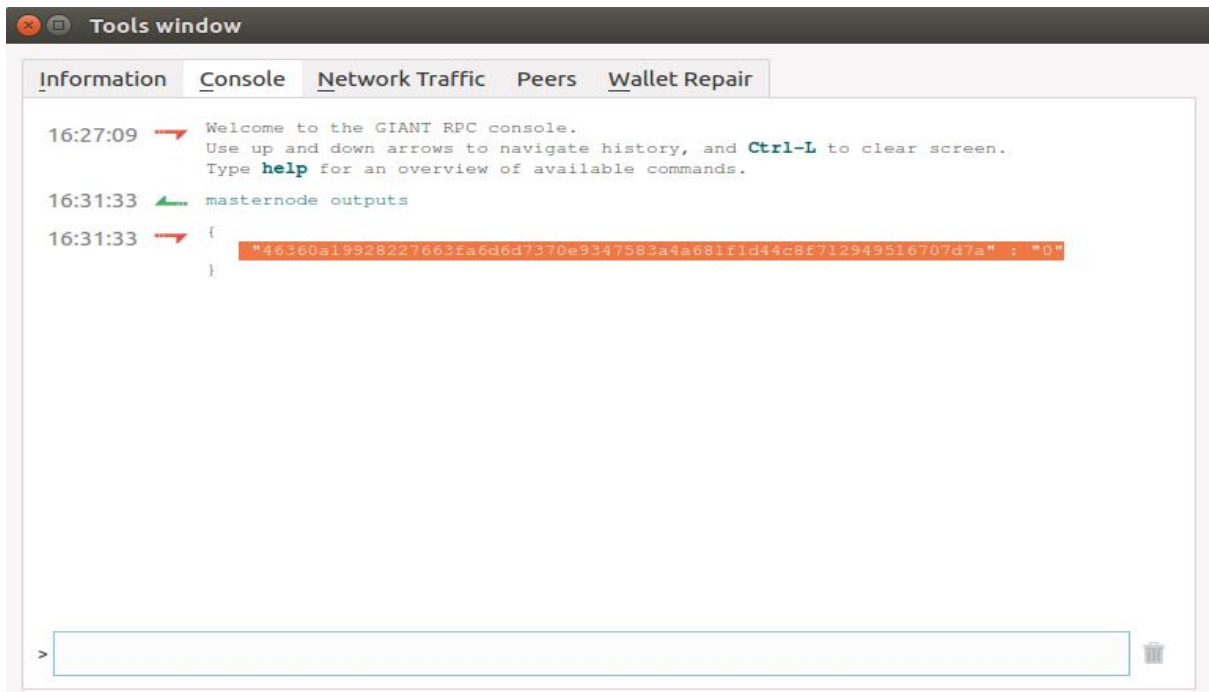 Tools window
Information Console Network Traffic Peers Wallet Repair
16:27:09 Welcome to the GIANT RPC console.
Use up and down arrows to navigate history, and Ctrl-L to clear screen.
Type help for an overview of available commands.
16:31:33 masternode outputs
16:31:33 {
"46360a19928227663fa6d6d7370e9347583a4a681f1d44c8f712949516707d7a" : "0"
}
>